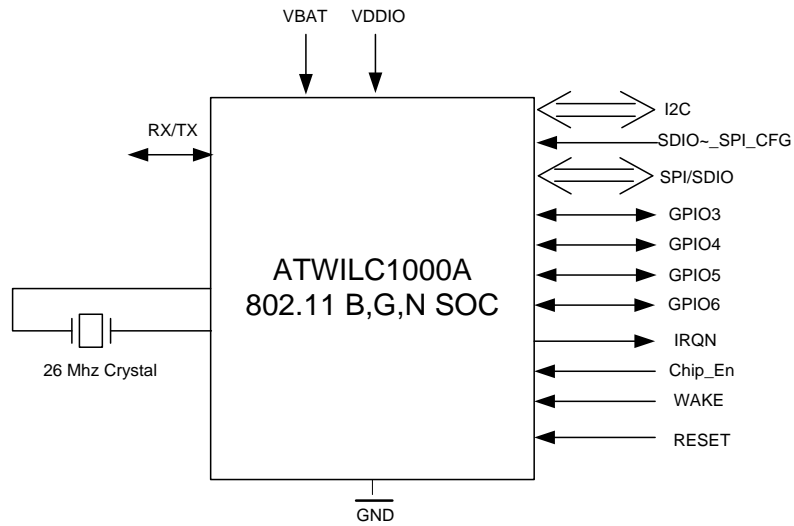 VBAT
VDDIO
RX/TX
I2C
SDIO~_SPI_CFG
SPI/SDIO
GPIO3
GPIO4
GPIO5
GPIO6
IRQN
Chip_En
WAKE
RESET
ATWILC1000A
802.11 B,G,N SOC
26 Mhz Crystal
GND